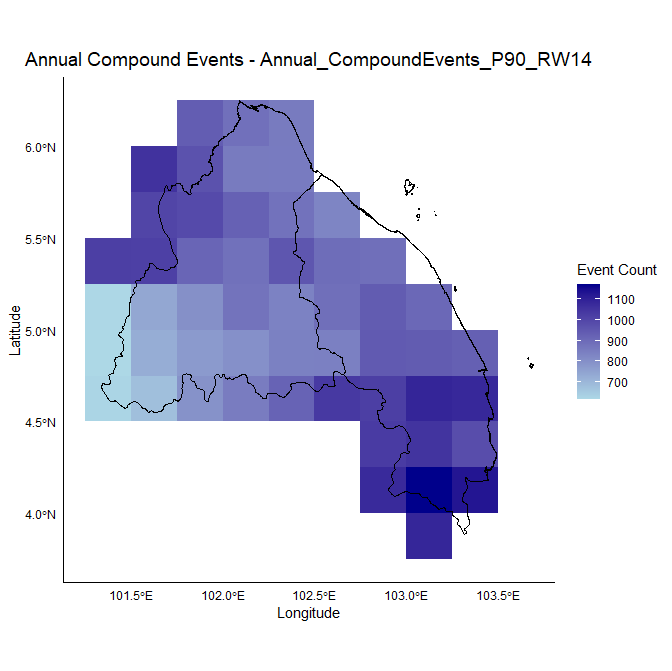 Annual Compound Events - Annual_CompoundEvents_P90_RW14
6.0°N
5.5°N
5.0°N
4.5°N
4.0°N
Latitude
101.5°E 102.0°E 102.5°E 103.0°E 103.5°E
Longitude
Event Count
1100
1000
900
800
700